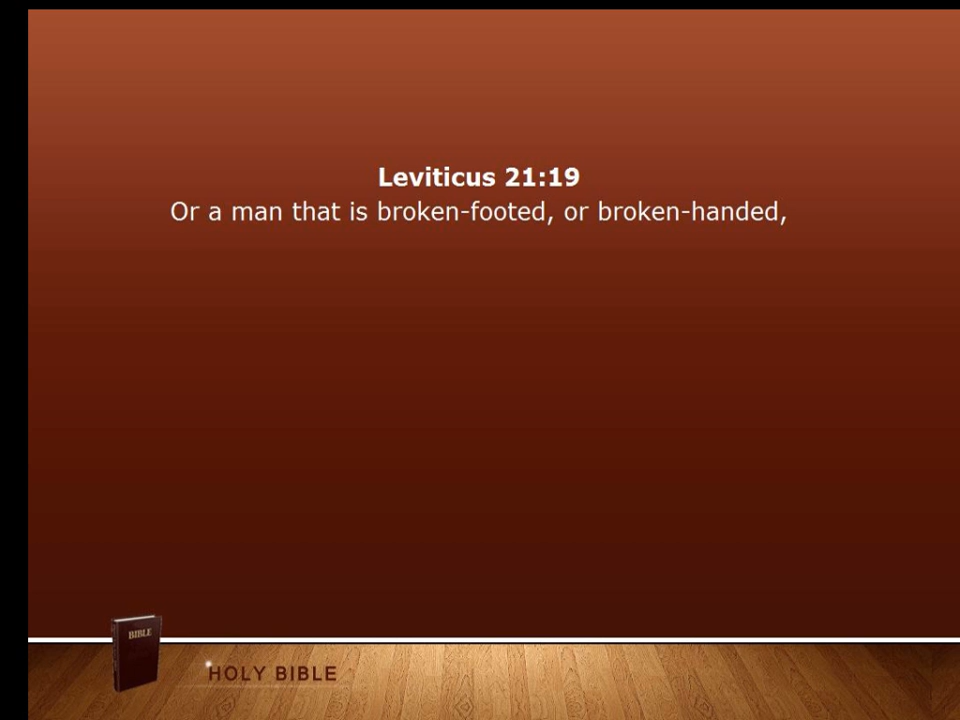 Leviticus 21:19
Or a man that is broken-footed, or broken-handed,
BIBLE
HOLY BIBLE